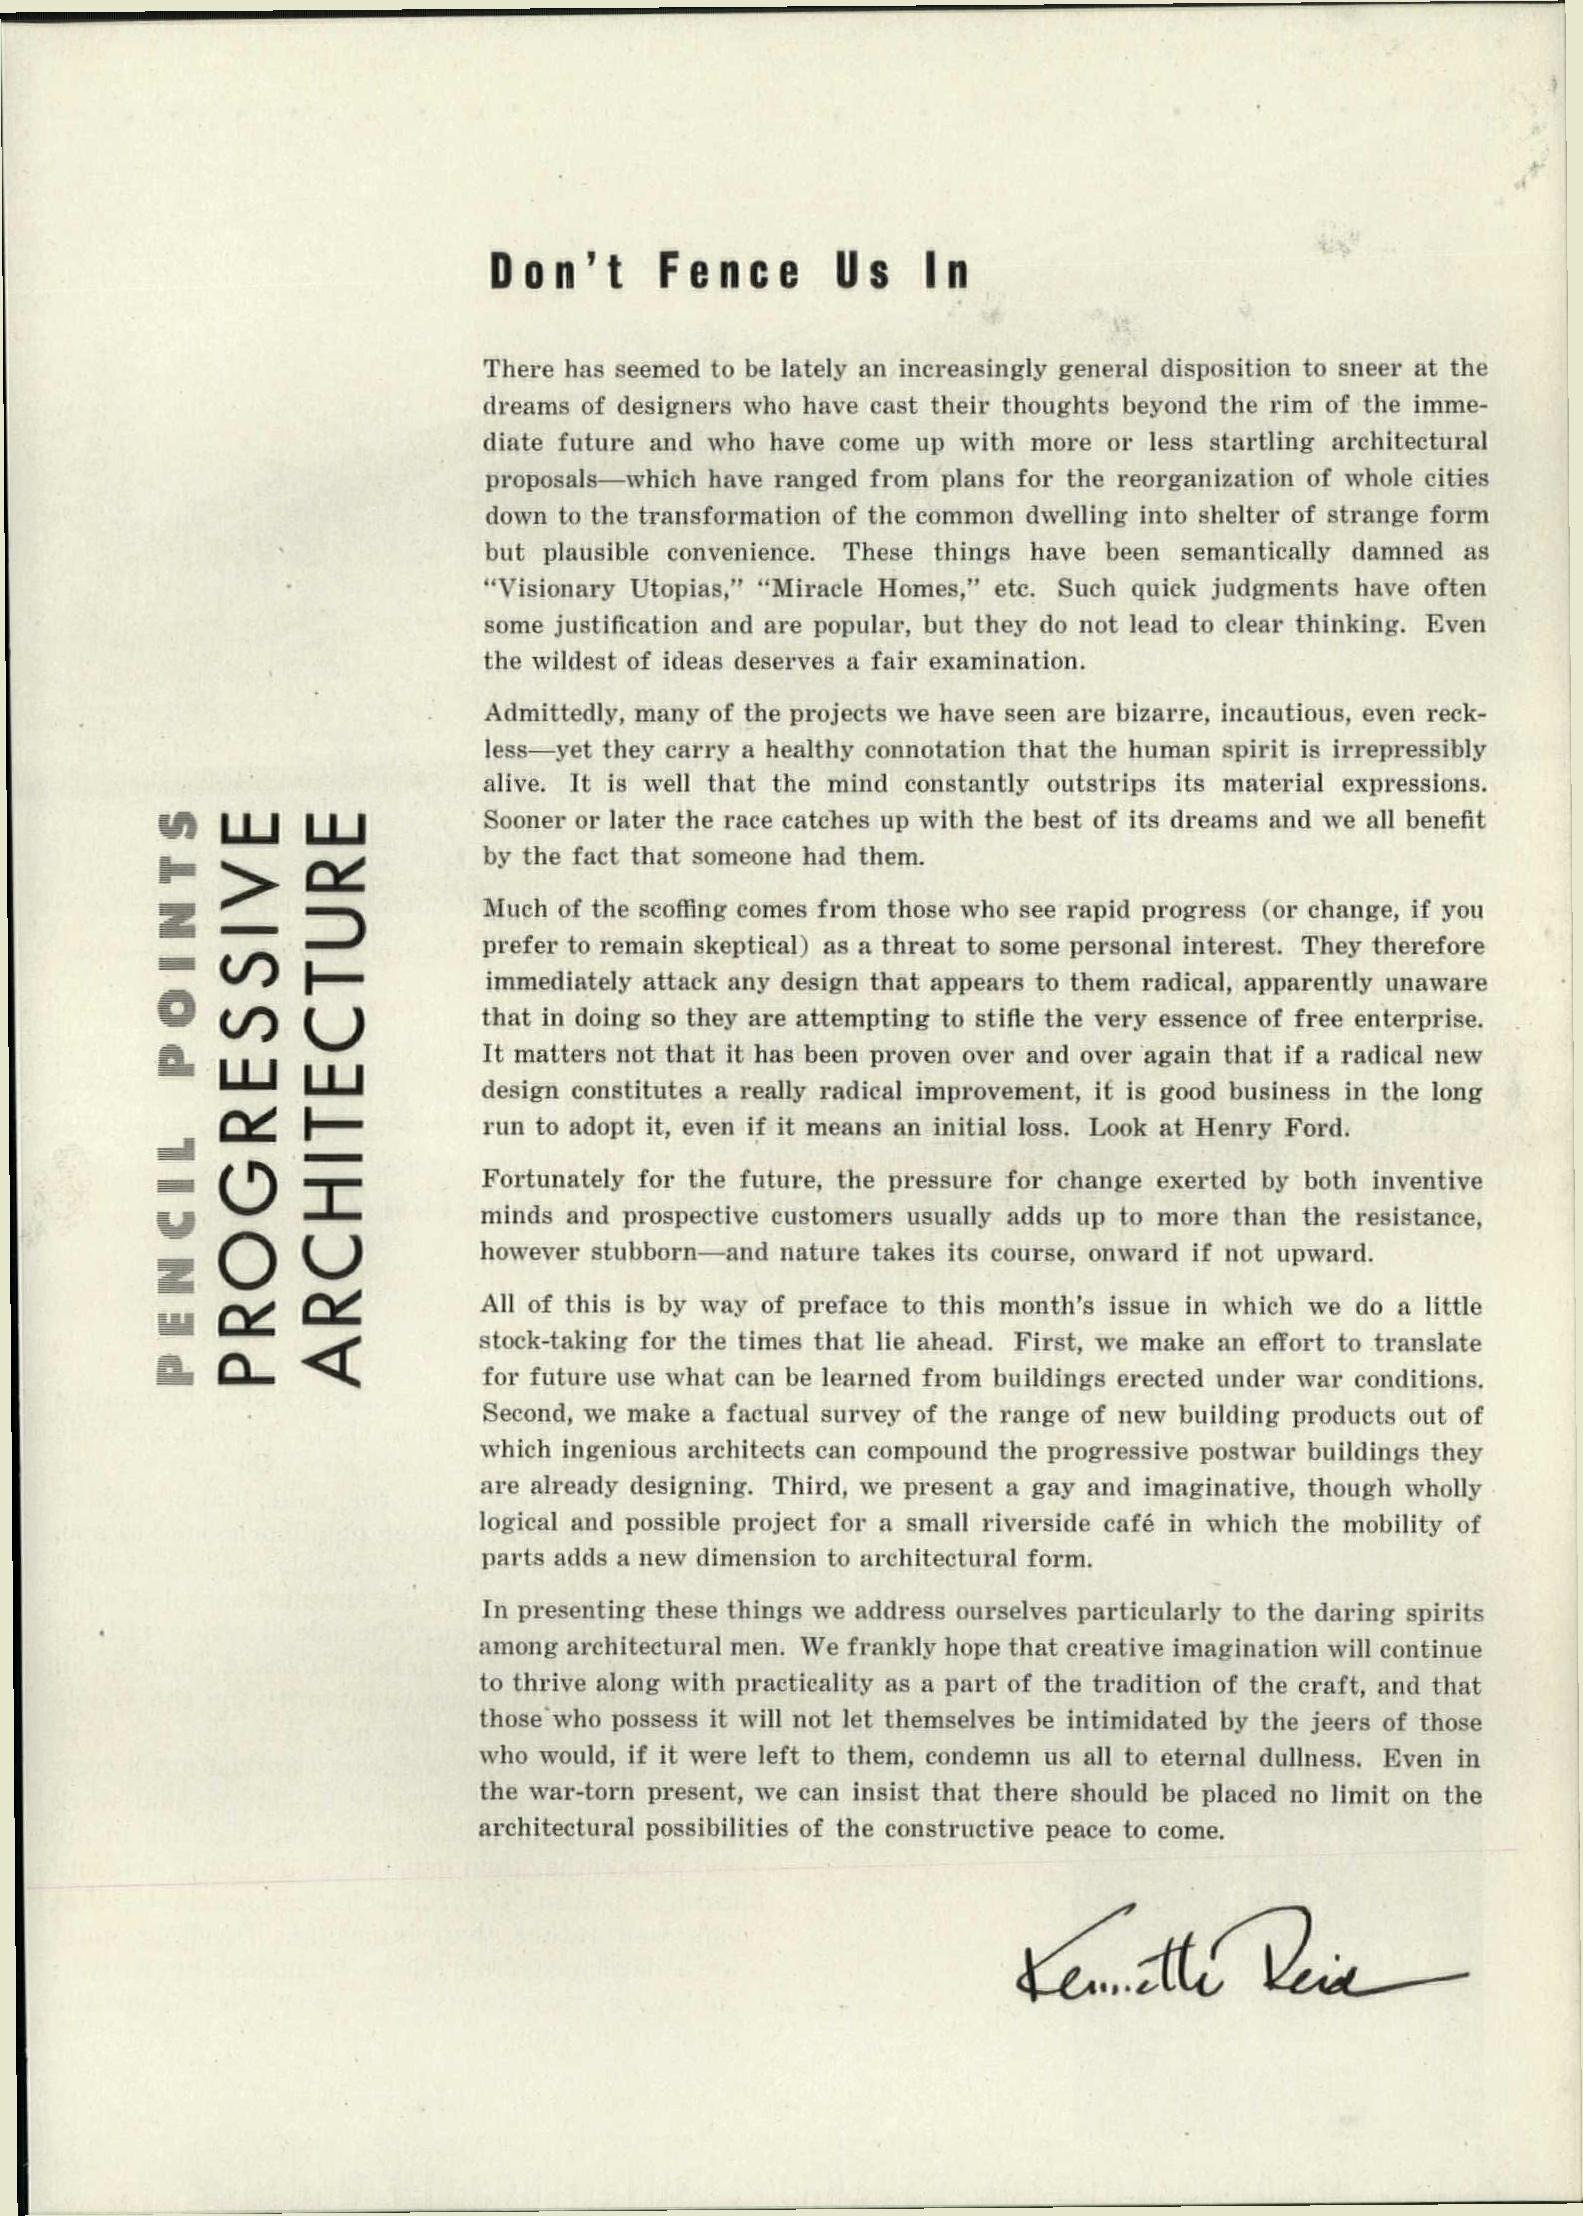 Don't Fence Us In
There has seemed to be lately an increasingly general disposition to sneer at the
dreams of designers who have cast their thoughts beyond the rim of the imme-
diate future and who have come up with more or less startling architectural
proposals—which have ranged from plans for the reorganization of whole cities
down to the transformation of the common dwelling into shelter of strange form
but plausible convenience. These things have been semantically damned as
“Visionary Utopias,” “Miracle Homes,” etc. Such quick judgments have often
some justification and are popular, but they do not lead to clear thinking. Even
the wildest of ideas deserves a fair examination.
Admittedly, many of the projects we have seen are bizarre, incautious, even reck-
less—yet they carry a healthy connotation that the human spirit is irrepressibly
alive. It is well that the mind constantly outstrips its material expressions.
Sooner or later the race catches up with the best of its dreams and we all benefit
by the fact that someone had them.
Much of the scoffing comes from those who see rapid progress (or change, if you
prefer to remain skeptical) as a threat to some personal interest. They therefore
immediately attack any design that appears to them radical, apparently unaware
that in doing so they are attempting to stifle the very essence of free enterprise.
It matters not that it has been proven over and over again that if a radical new
design constitutes a really radical improvement, it is good business in the long
run to adopt it, even if it means an initial loss. Look at Henry Ford.
Fortunately for the future, the pressure for change exerted by both inventive
minds and prospective customers usually adds up to more than the resistance,
however stubborn—and nature takes its course, onward if not upward.
All of this is by way of preface to this month's issue in which we do a little
stock-taking for the times that lie ahead. First, we make an effort to translate
for future use what can be learned from buildings erected under war conditions.
Second, we make a factual survey of the range of new building products out of
which ingenious architects can compound the progressive postwar buildings they
are already designing. Third, we present a gay and imaginative, though wholly
logical and possible project for a small riverside café in which the mobility of
parts adds a new dimension to architectural form.
In presenting these things we address ourselves particularly to the daring spirits
among architectural men. We frankly hope that creative imagination will continue
to thrive along with practicality as a part of the tradition of the craft, and that
those who possess it will not let themselves be intimidated by the jeers of those
who would, if it were left to them, condemn us all to eternal dullness. Even in
the war-torn present, we can insist that there should be placed no limit on the
architectural possibilities of the constructive peace to come.
Kenneth Reid
PENCIL POINTS
PROGRESSIVE
ARCHITECTURE